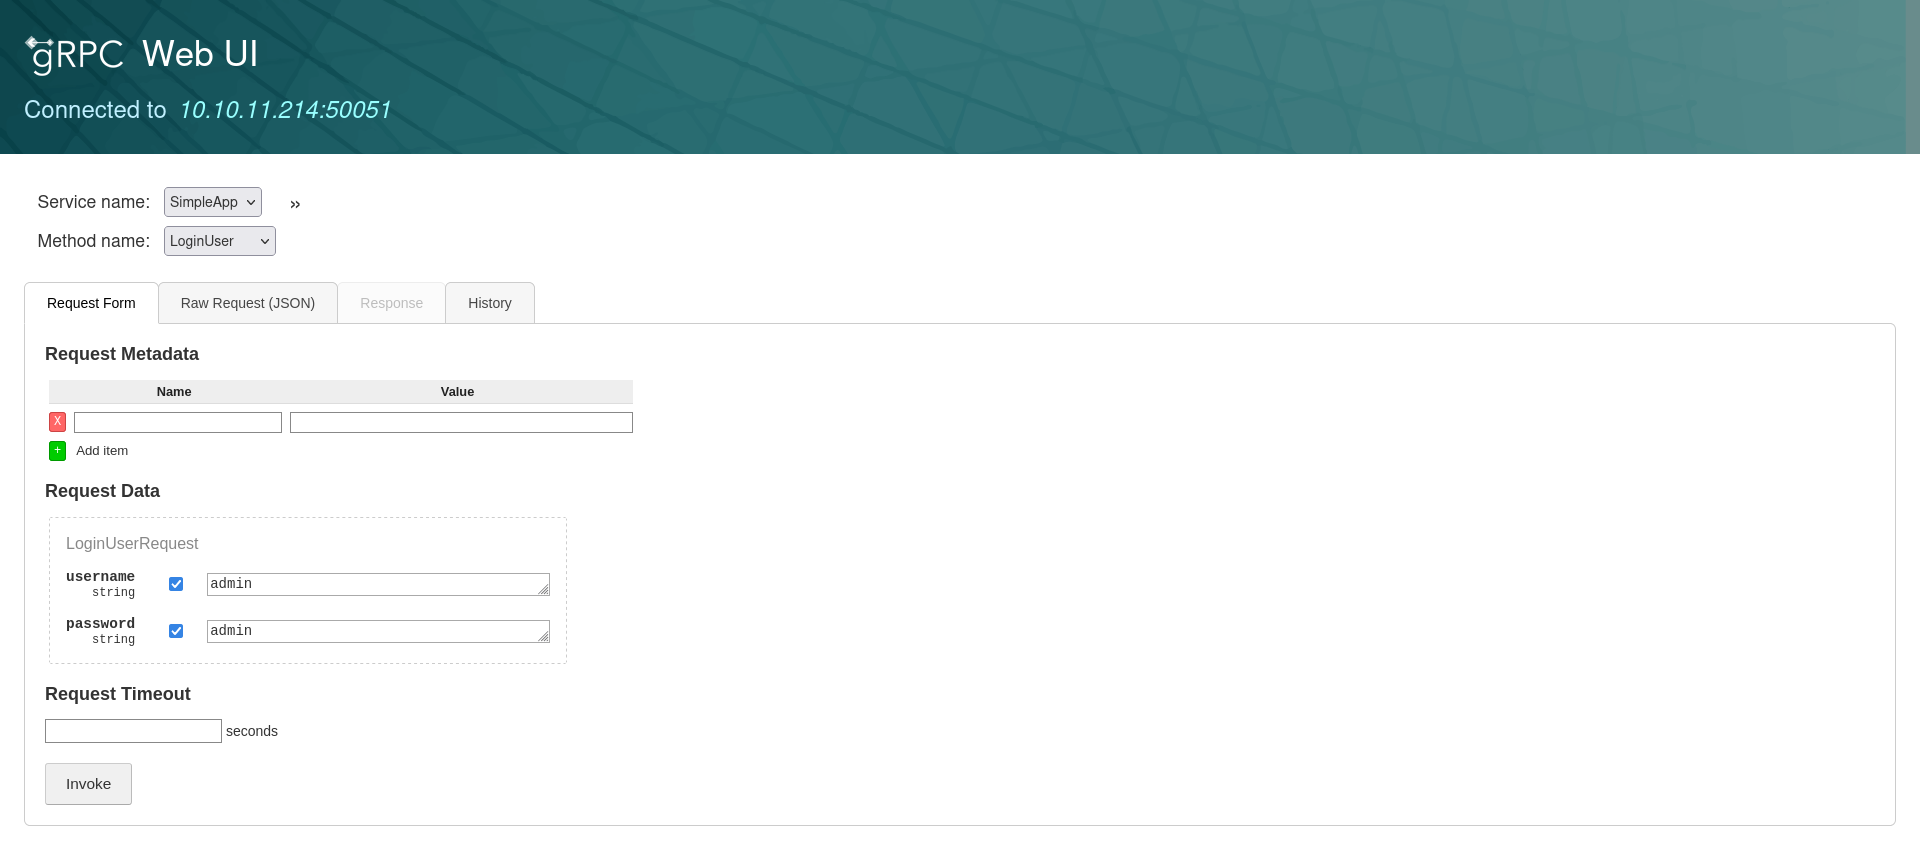 gRPC Web UI
Connected to 10.10.11.214:50051
Service name: SimpleApp »
Method name: LoginUser
Request Form Raw Request (JSON) Response History
Request Metadata
Name Value
X
+ Add item
Request Data
LoginUserRequest
username admin
string
password admin
string
Request Timeout
seconds
Invoke